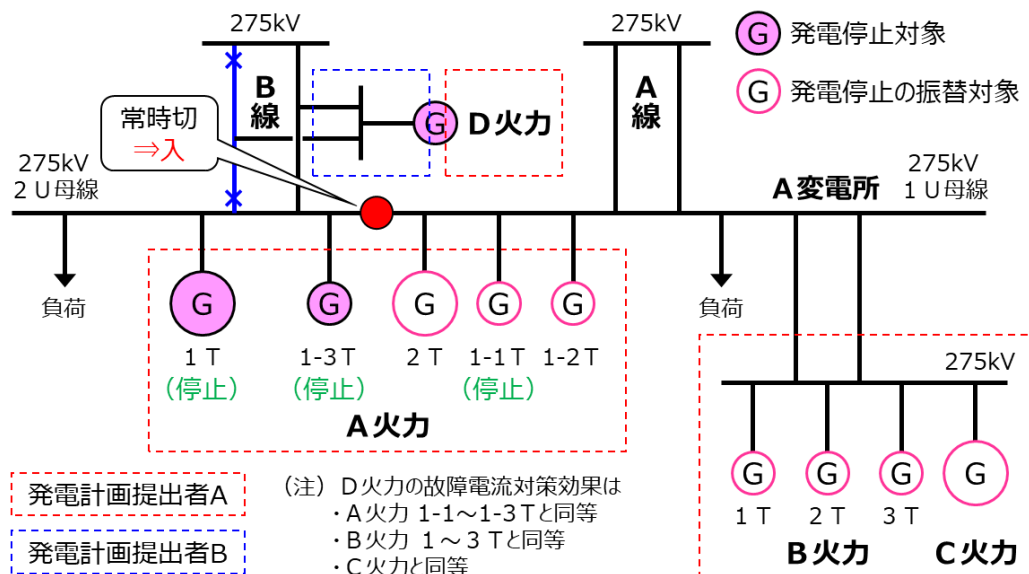 275kV
275kV
G 発電停止対象
G 発電停止の振替対象
B線
A線
G D火力
常時切
⇒入
275kV
2U母線
A変電所
275kV
1U母線
負荷
G
G
G
G
G
負荷
1T
1-3T
2T
1-1T
1-2T
(停止)
(停止)
(停止)
A火力
275kV
G
G
G
G
1T
2T
3T
B火力
C火力
発電計画提出者A
発電計画提出者B
(注) D火力の故障電流対策効果は
・A火力 1-1~1-3Tと同等
・B火力 1~3Tと同等
・C火力と同等